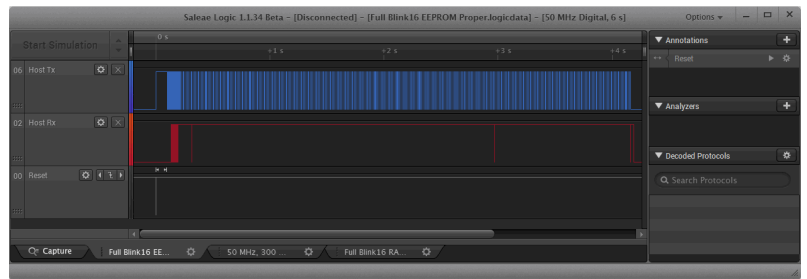 Saleae Logic 1.1.34 Beta - [Disconnected] - [Full Blink16 EEPROM Proper.logicdata] - [50 MHz Digital, 6 s]
Options
Start Simulation
0 s
+1 s
+2 s
+3 s
+4 s
Annotations
Reset
06 Host Tx
02 Host Rx
00 Reset
Analyzers
Decoded Protocols
Search Protocols
Capture
Full Blink16 EE...
50 MHz, 300 ...
Full Blink16 RA...